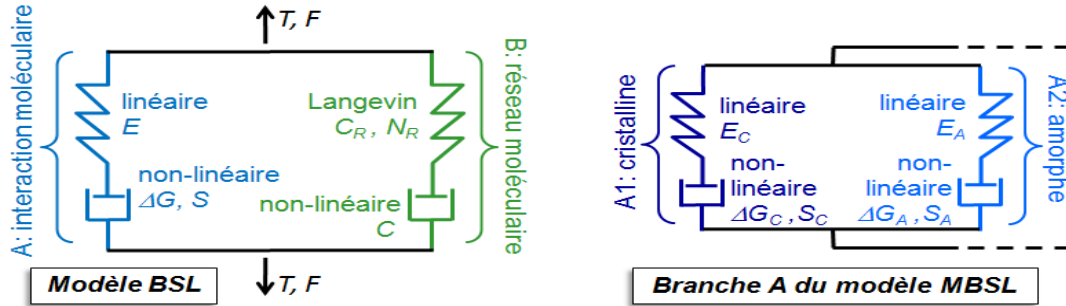 T, F
A: interaction moléculaire
linéaire
E
non-linéaire
ΔG, S
Langevin
C_R , N_R
non-linéaire
C
B: réseau moléculaire
T, F
Modèle BSL
A1: cristalline
linéaire
E_C
non-
linéaire
ΔG_C , S_C
linéaire
E_A
non-
linéaire
ΔG_A , S_A
A2: amorphe
Branche A du modèle MBSL